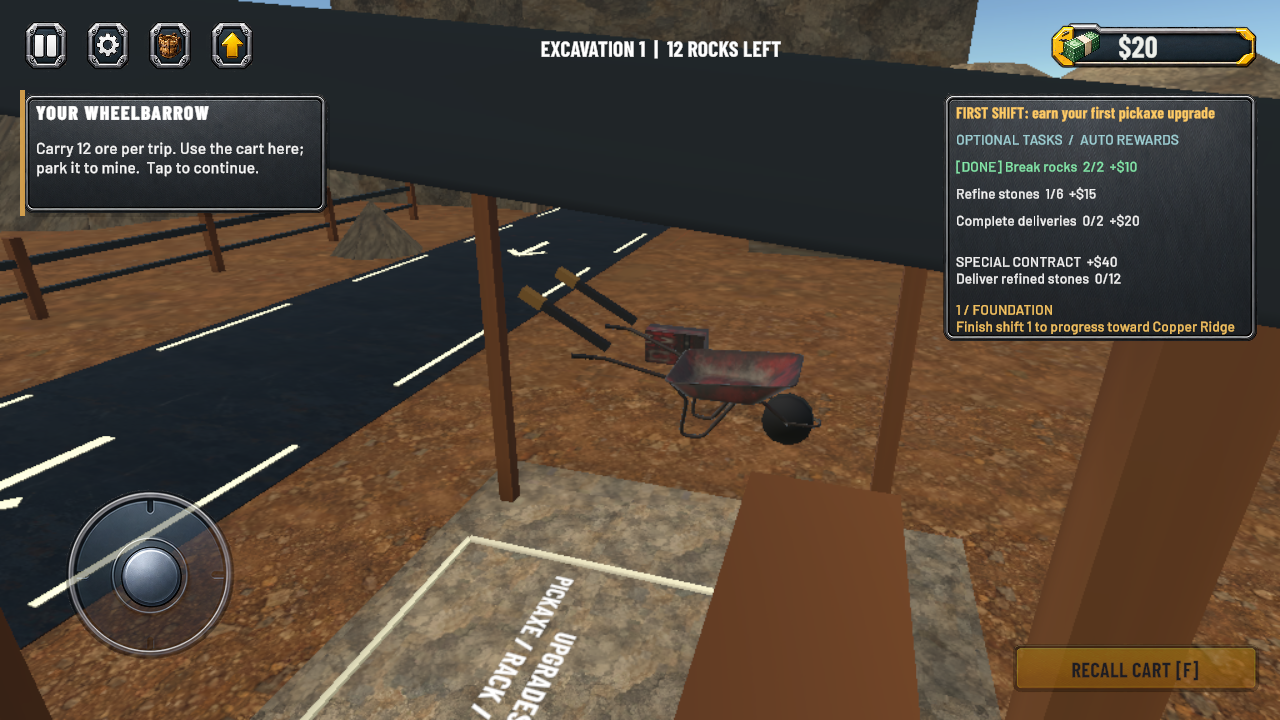 EXCAVATION 1 | 12 ROCKS LEFT
$20
YOUR WHEELBARROW
Carry 12 ore per trip. Use the cart here;
park it to mine. Tap to continue.
FIRST SHIFT: earn your first pickaxe upgrade
OPTIONAL TASKS / AUTO REWARDS
[DONE] Break rocks 2/2 +$10
Refine stones 1/6 +$15
Complete deliveries 0/2 +$20
SPECIAL CONTRACT +$40
Deliver refined stones 0/12
1 / FOUNDATION
Finish shift 1 to progress toward Copper Ridge
UPGRADES
PICKAXE / RACK /
RECALL CART [F]